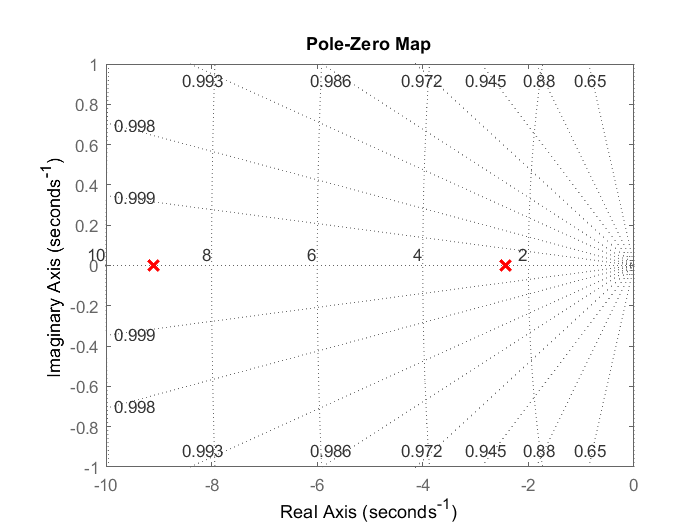 Pole-Zero Map
1
0.993 0.986 0.972 0.945 0.88 0.65
0.8
0.998
0.6
0.4
0.999
0.2
10 8 6 4 2
0
-0.2
0.999
-0.4
-0.6
0.998
-0.8
0.993 0.986 0.972 0.945 0.88 0.65
-1
-10 -8 -6 -4 -2 0
Real Axis (seconds-1)
Imaginary Axis (seconds-1)